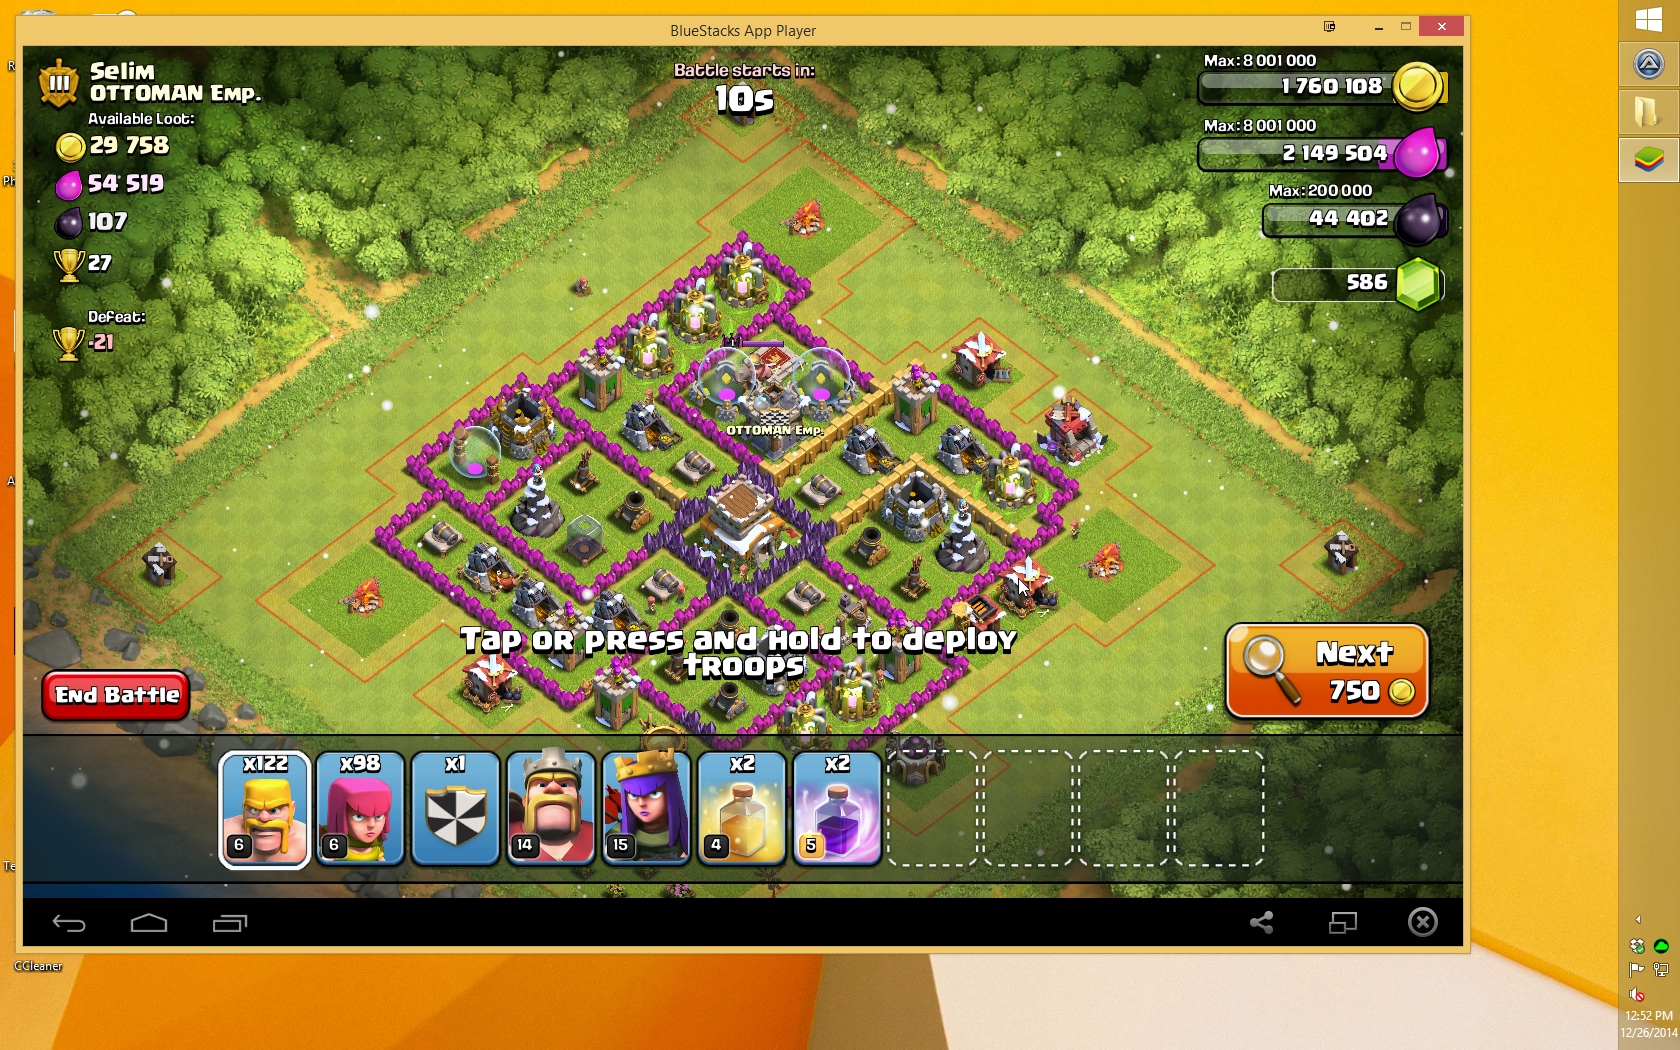 BlueStacks App Player
III
Selim
OTTOMAN Emp.
Available Loot:
29 758
54 519
107
27
Defeat:
-21
Battle starts in:
10s
Max: 8 001 000
1 760 108
Max: 8 001 000
2 149 504
Max: 200 000
44 402
586
OTTOMAN Emp.
Tap or press and hold to deploy
troops
End Battle
Next
750
x122
x98
x1
x2
x2
6
6
14
15
4
5
CCleaner
12:52 PM
12/26/2014